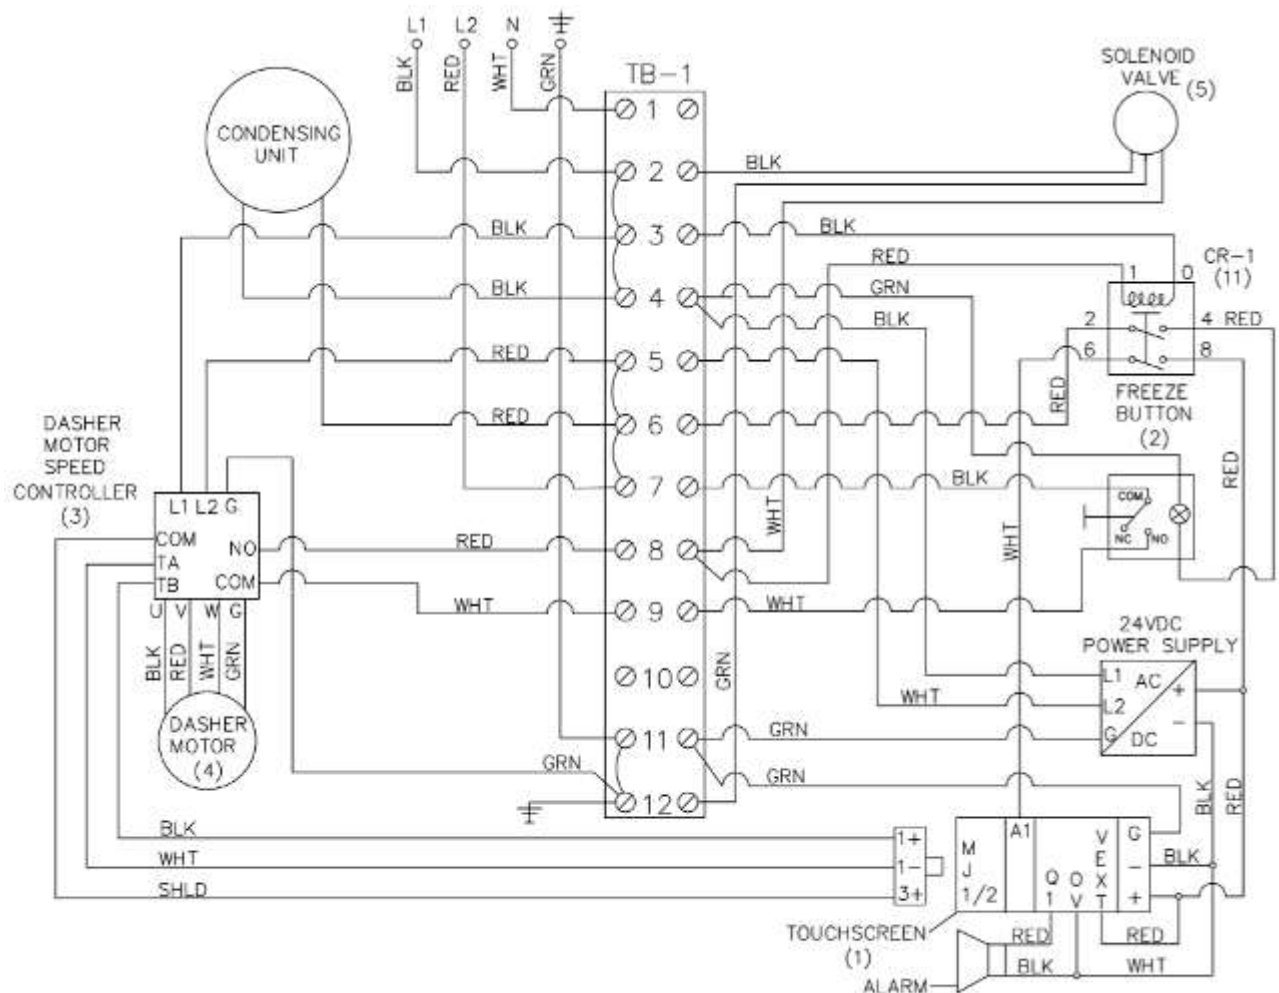 L1 L2 N
BLK RED WHT GRN
TB-1
SOLENOID
VALVE (5)
CONDENSING
UNIT
1
2 BLK
BLK 3 BLK
RED
CR-1
(11)
1 0
BLK 4 GRN
BLK
2 4 RED
6 8
RED 5
RED
FREEZE
BUTTON
(2)
RED 6
RED
DASHER
MOTOR
SPEED
CONTROLLER
(3)
7 BLK
WHT
WHT
L1 L2 G
COM
NC NO
COM
TA NO
TB COM
RED 8
WHT 9 WHT
U V W G
BLK RED WHT GRN
24VDC
POWER SUPPLY
10
GRN
L1 AC +
L2 -
G DC
WHT
DASHER
MOTOR
(4)
11 GRN
GRN GRN
12
BLK RED
BLK
WHT
SHLD
1+
1-
3+
M
J
1/2
A1
Q
1
O
V
V
E
X
T
G
-
+
BLK
TOUCHSCREEN
(1)
RED RED
BLK WHT
ALARM